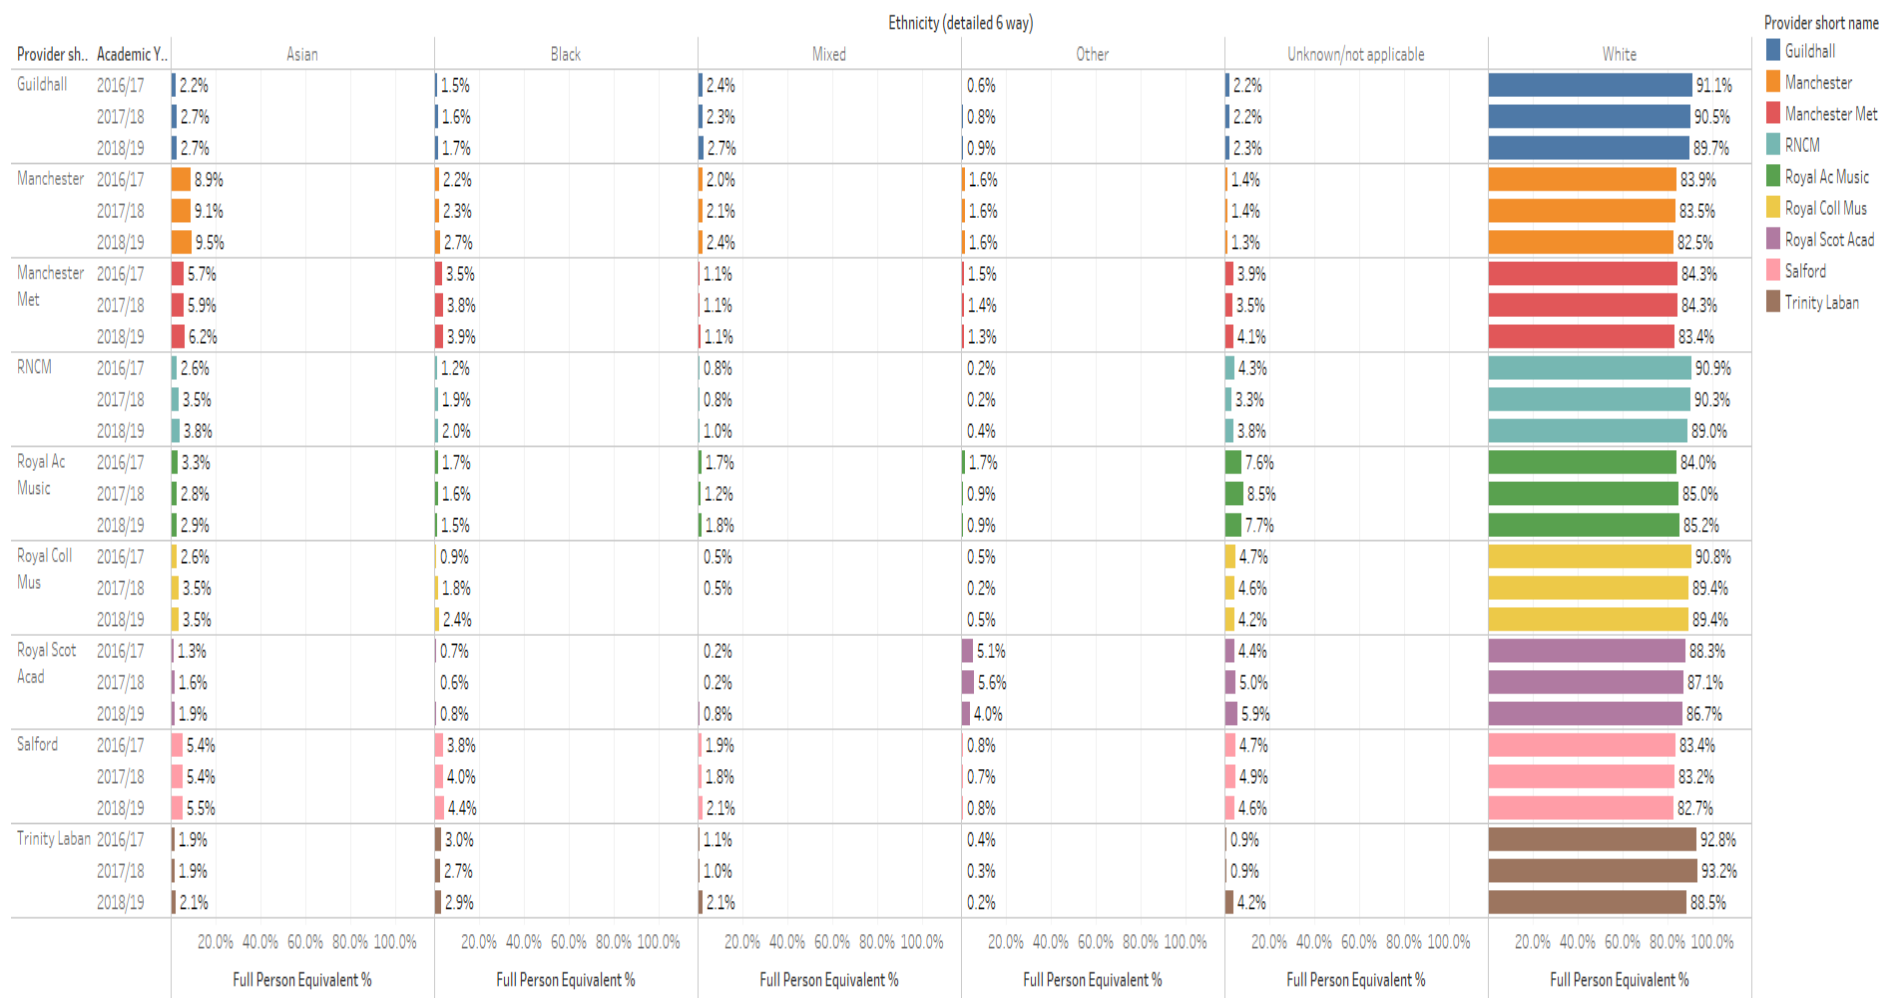 Ethnicity (detailed 6 way)
Provider sh.. Academic Y.. Asian Black Mixed Other Unknown/not applicable White
Guildhall 2016/17 2.2% 1.5% 2.4% 0.6% 2.2% 91.1%
2017/18 2.7% 1.6% 2.3% 0.8% 2.2% 90.5%
2018/19 2.7% 1.7% 2.7% 0.9% 2.3% 89.7%
Manchester 2016/17 8.9% 2.2% 2.0% 1.6% 1.4% 83.9%
2017/18 9.1% 2.3% 2.1% 1.6% 1.4% 83.5%
2018/19 9.5% 2.7% 2.4% 1.6% 1.3% 82.5%
Manchester 2016/17 5.7% 3.5% 1.1% 1.5% 3.9% 84.3%
Met 2017/18 5.9% 3.8% 1.1% 1.4% 3.5% 84.3%
2018/19 6.2% 3.9% 1.1% 1.3% 4.1% 83.4%
RNCM 2016/17 2.6% 1.2% 0.8% 0.2% 4.3% 90.9%
2017/18 3.5% 1.9% 0.8% 0.2% 3.3% 90.3%
2018/19 3.8% 2.0% 1.0% 0.4% 3.8% 89.0%
Royal Ac 2016/17 3.3% 1.7% 1.7% 1.7% 7.6% 84.0%
Music 2017/18 2.8% 1.6% 1.2% 0.9% 8.5% 85.0%
2018/19 2.9% 1.5% 1.8% 0.9% 7.7% 85.2%
Royal Coll 2016/17 2.6% 0.9% 0.5% 0.5% 4.7% 90.8%
Mus 2017/18 3.5% 1.8% 0.5% 0.2% 4.6% 89.4%
2018/19 3.5% 2.4% 0.5% 4.2% 89.4%
Royal Scot 2016/17 1.3% 0.7% 0.2% 5.1% 4.4% 88.3%
Acad 2017/18 1.6% 0.6% 0.2% 5.6% 5.0% 87.1%
2018/19 1.9% 0.8% 0.8% 4.0% 5.9% 86.7%
Salford 2016/17 5.4% 3.8% 1.9% 0.8% 4.7% 83.4%
2017/18 5.4% 4.0% 1.8% 0.7% 4.9% 83.2%
2018/19 5.5% 4.4% 2.1% 0.8% 4.6% 82.7%
Trinity Laban 2016/17 1.9% 3.0% 1.1% 0.4% 0.9% 92.8%
2017/18 1.9% 2.7% 1.0% 0.3% 0.9% 93.2%
2018/19 2.1% 2.9% 2.1% 0.2% 4.2% 88.5%
20.0% 40.0% 60.0% 80.0% 100.0% 20.0% 40.0% 60.0% 80.0% 100.0% 20.0% 40.0% 60.0% 80.0% 100.0% 20.0% 40.0% 60.0% 80.0% 100.0% 20.0% 40.0% 60.0% 80.0% 100.0% 20.0% 40.0% 60.0% 80.0% 100.0%
Full Person Equivalent % Full Person Equivalent % Full Person Equivalent % Full Person Equivalent % Full Person Equivalent % Full Person Equivalent %
Provider short name
Guildhall
Manchester
Manchester Met
RNCM
Royal Ac Music
Royal Coll Mus
Royal Scot Acad
Salford
Trinity Laban